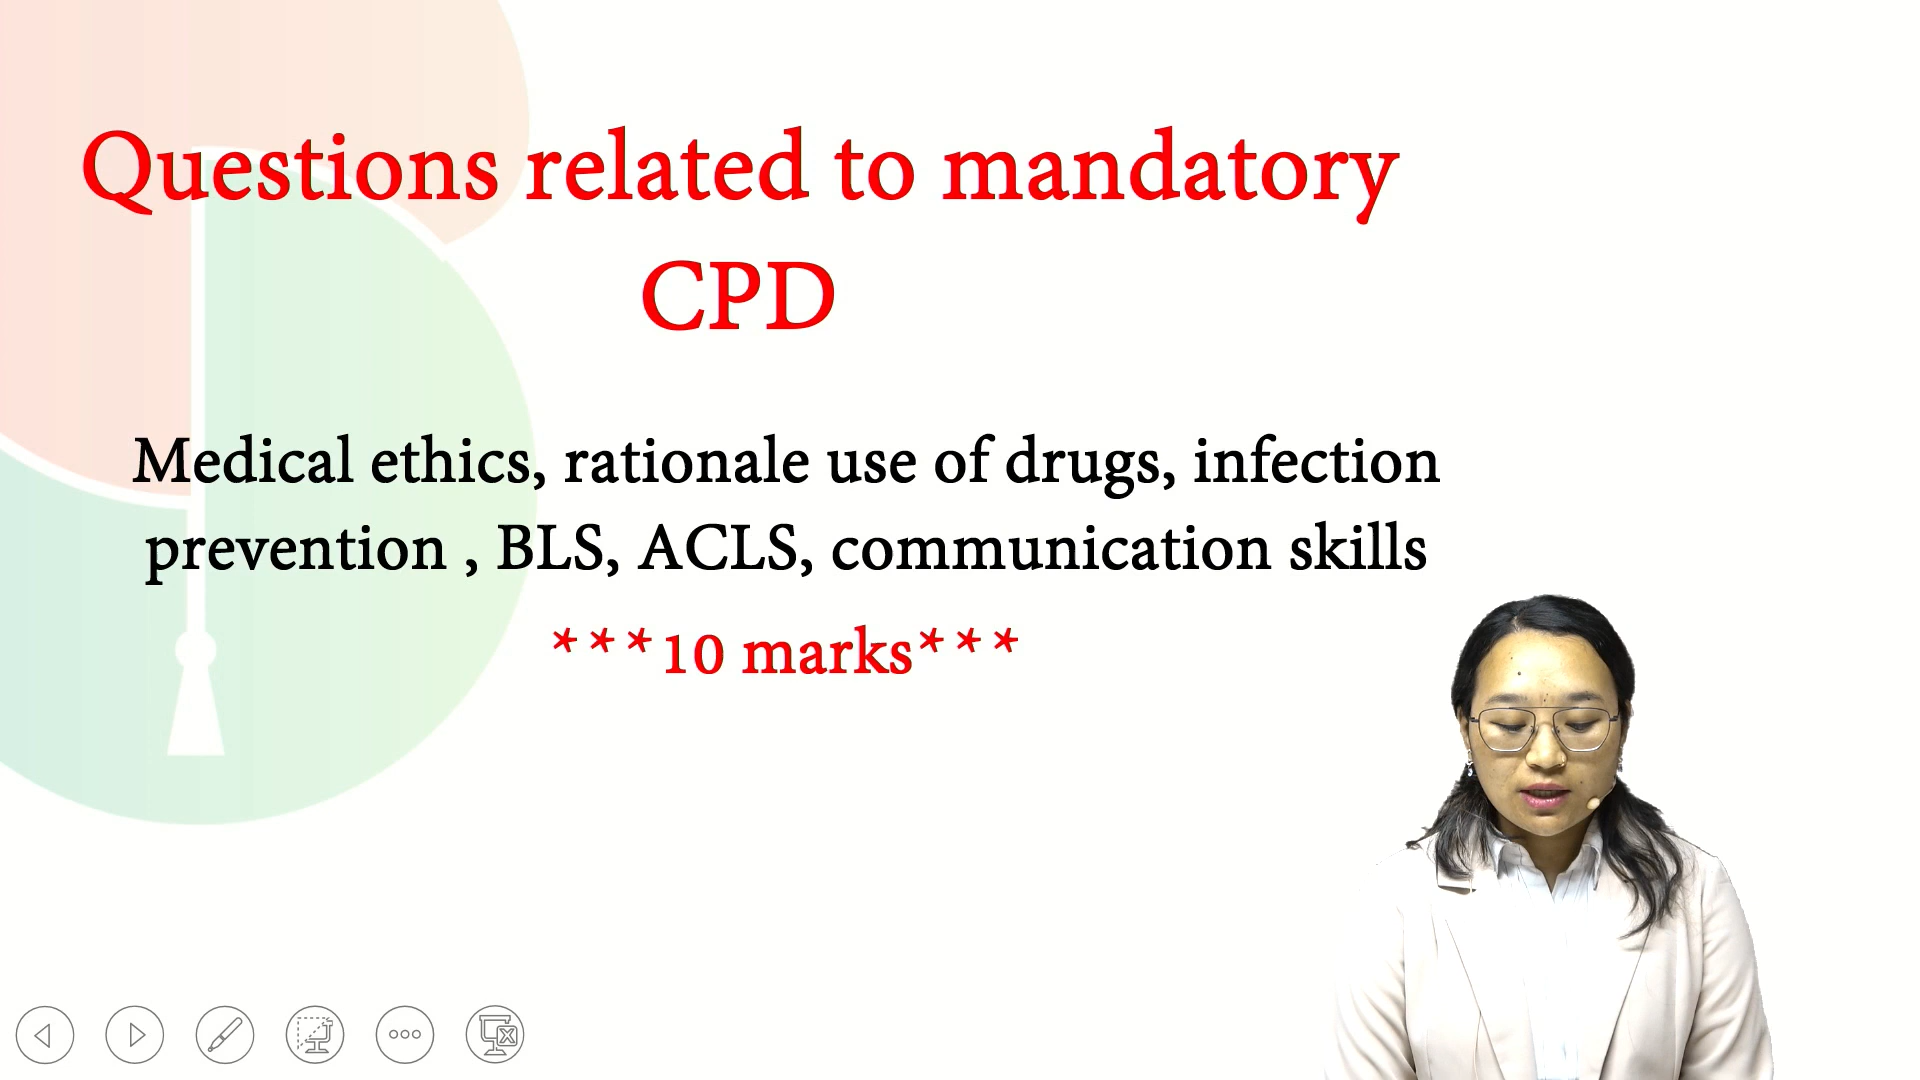 Questions related to mandatory
CPD
Medical ethics, rationale use of drugs, infection
prevention , BLS, ACLS, communication skills
***10 marks***